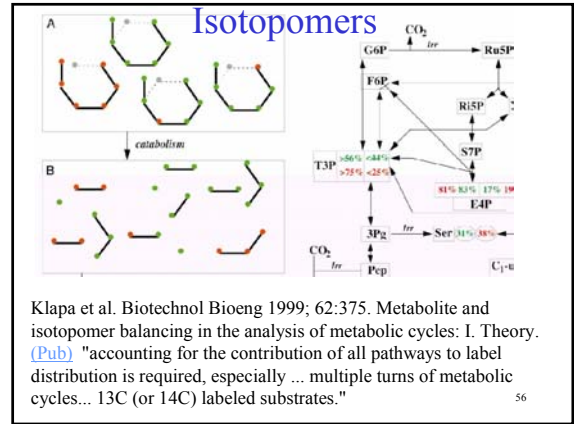 Isotopomers
A
catabolism
B
CO2
G6P
Irr
Ru5P
F6P
Ri5P
S7P
T3P
>56% <44%
>75% <25%
81% 83% 17%
E4P
3Pg
Irr
Ser
31%
38%
CO2
Irr
Pep
Klapa et al. Biotechnol Bioeng 1999; 62:375. Metabolite and
isotopomer balancing in the analysis of metabolic cycles: I. Theory.
(Pub) "accounting for the contribution of all pathways to label
distribution is required, especially ... multiple turns of metabolic
cycles... 13C (or 14C) labeled substrates."
56